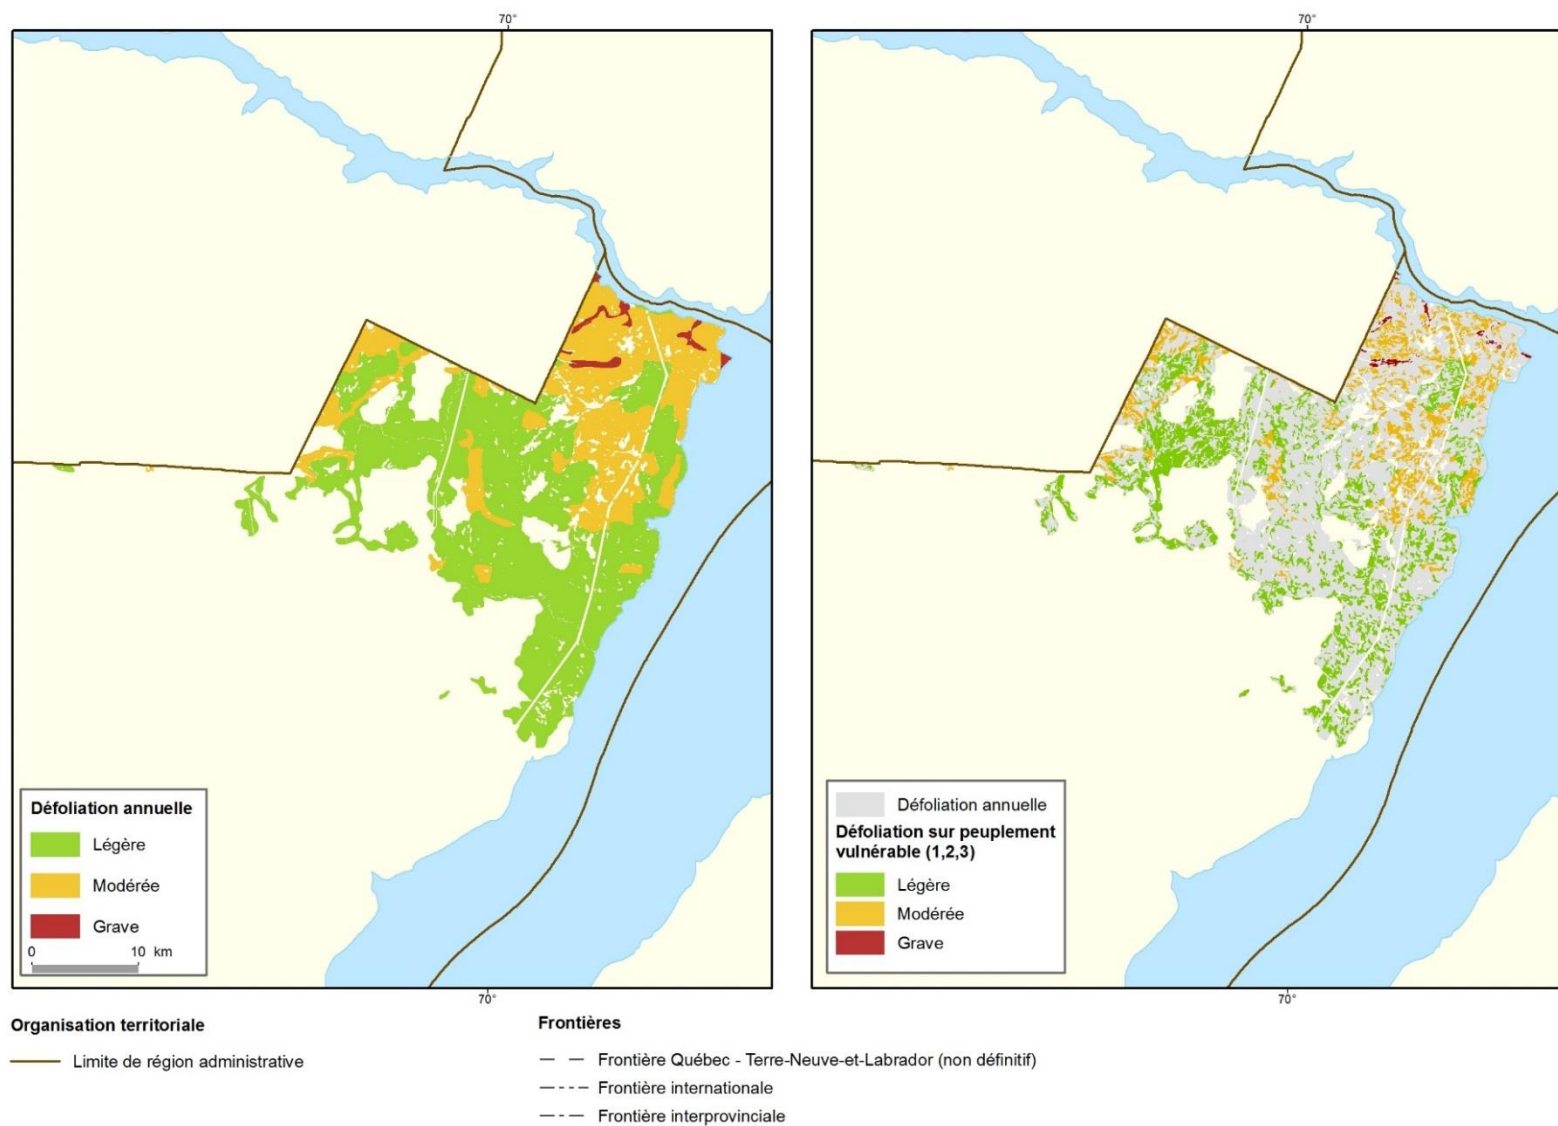 70°
70°
Défoliation annuelle
Légère
Modérée
Grave
0 10 km
Défoliation annuelle
Défoliation sur peuplement
vulnérable (1,2,3)
Légère
Modérée
Grave
70°
70°
Organisation territoriale
Limite de région administrative
Frontières
Frontière Québec - Terre-Neuve-et-Labrador (non définitif)
Frontière internationale
Frontière interprovinciale